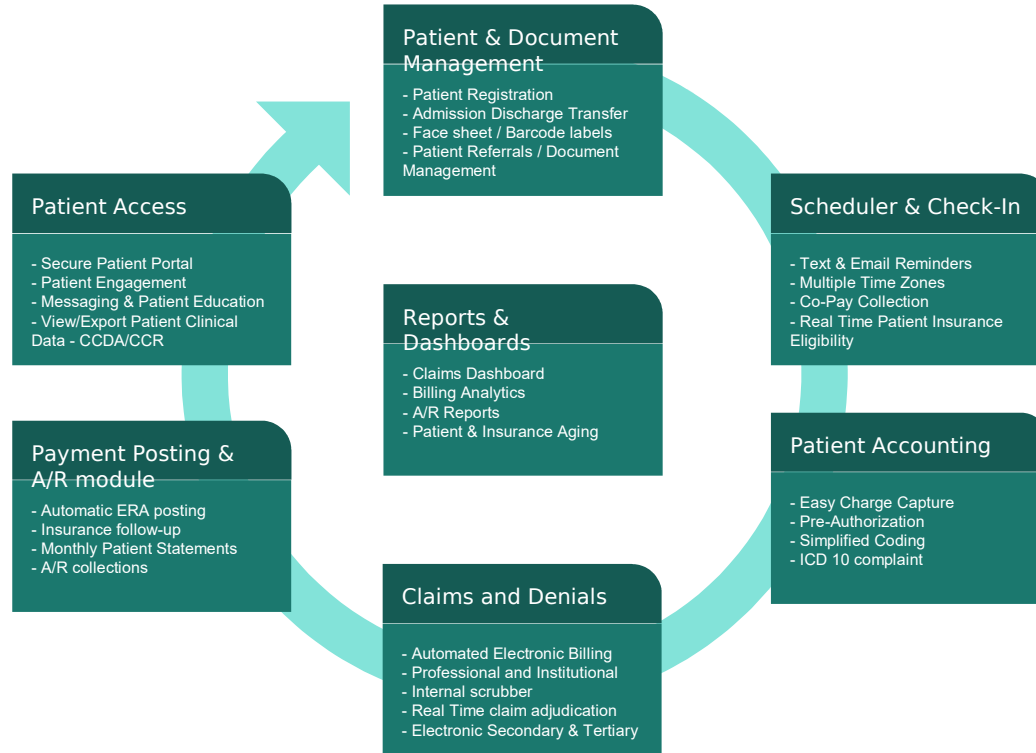 Patient & Document
Management
- Patient Registration
- Admission Discharge Transfer
- Face sheet / Barcode labels
- Patient Referrals / Document
Management
Scheduler & Check-In
- Text & Email Reminders
- Multiple Time Zones
- Co-Pay Collection
- Real Time Patient Insurance
Eligibility
Patient Accounting
- Easy Charge Capture
- Pre-Authorization
- Simplified Coding
- ICD 10 complaint
Claims and Denials
- Automated Electronic Billing
- Professional and Institutional
- Internal scrubber
- Real Time claim adjudication
- Electronic Secondary & Tertiary
Payment Posting &
A/R module
- Automatic ERA posting
- Insurance follow-up
- Monthly Patient Statements
- A/R collections
Patient Access
- Secure Patient Portal
- Patient Engagement
- Messaging & Patient Education
- View/Export Patient Clinical
Data - CCDA/CCR
Reports &
Dashboards
- Claims Dashboard
- Billing Analytics
- A/R Reports
- Patient & Insurance Aging